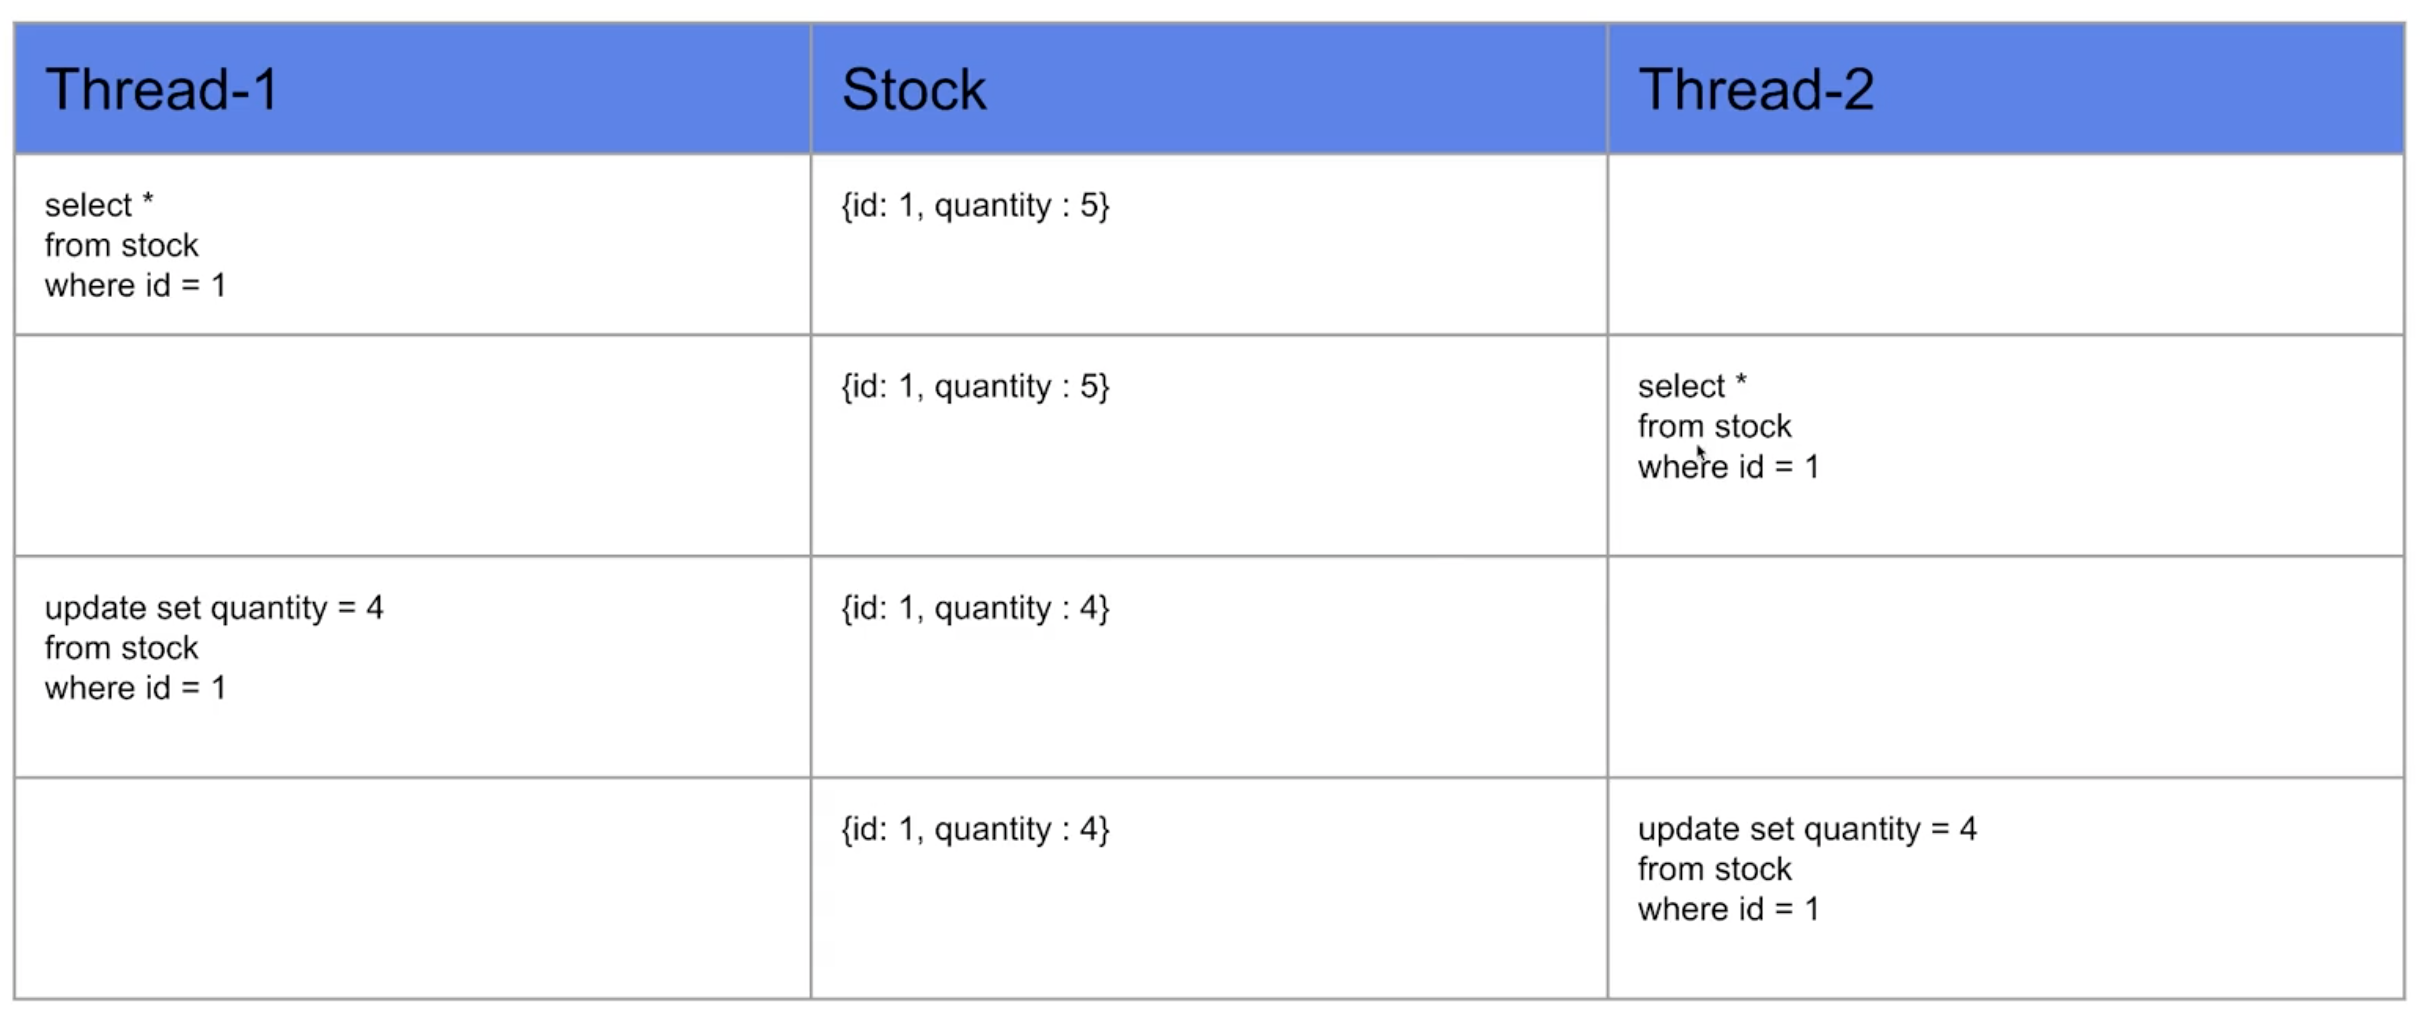 Thread-1
Stock
Thread-2
select *
from stock
where id = 1
{id: 1, quantity : 5}
{id: 1, quantity : 5}
select *
from stock
where id = 1
update set quantity = 4
from stock
where id = 1
{id: 1, quantity : 4}
{id: 1, quantity : 4}
update set quantity = 4
from stock
where id = 1